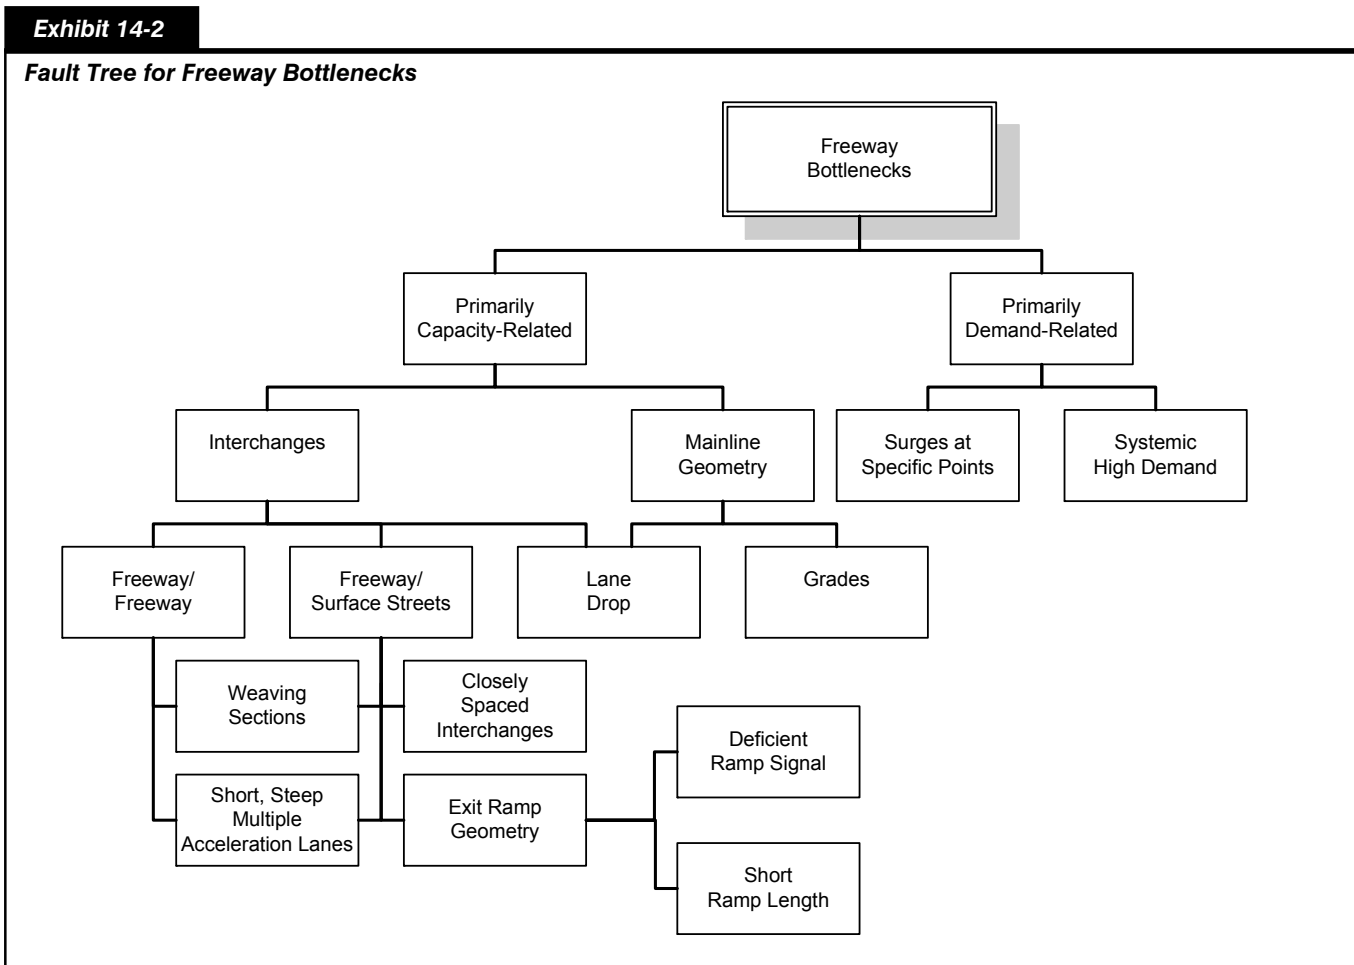 Exhibit 14-2
Fault Tree for Freeway Bottlenecks
Freeway
Bottlenecks
Primarily
Capacity-Related
Primarily
Demand-Related
Interchanges
Mainline
Geometry
Surges at
Specific Points
Systemic
High Demand
Freeway/
Freeway
Freeway/
Surface Streets
Lane
Drop
Grades
Weaving
Sections
Closely
Spaced
Interchanges
Deficient
Ramp Signal
Short, Steep
Multiple
Acceleration Lanes
Exit Ramp
Geometry
Short
Ramp Length